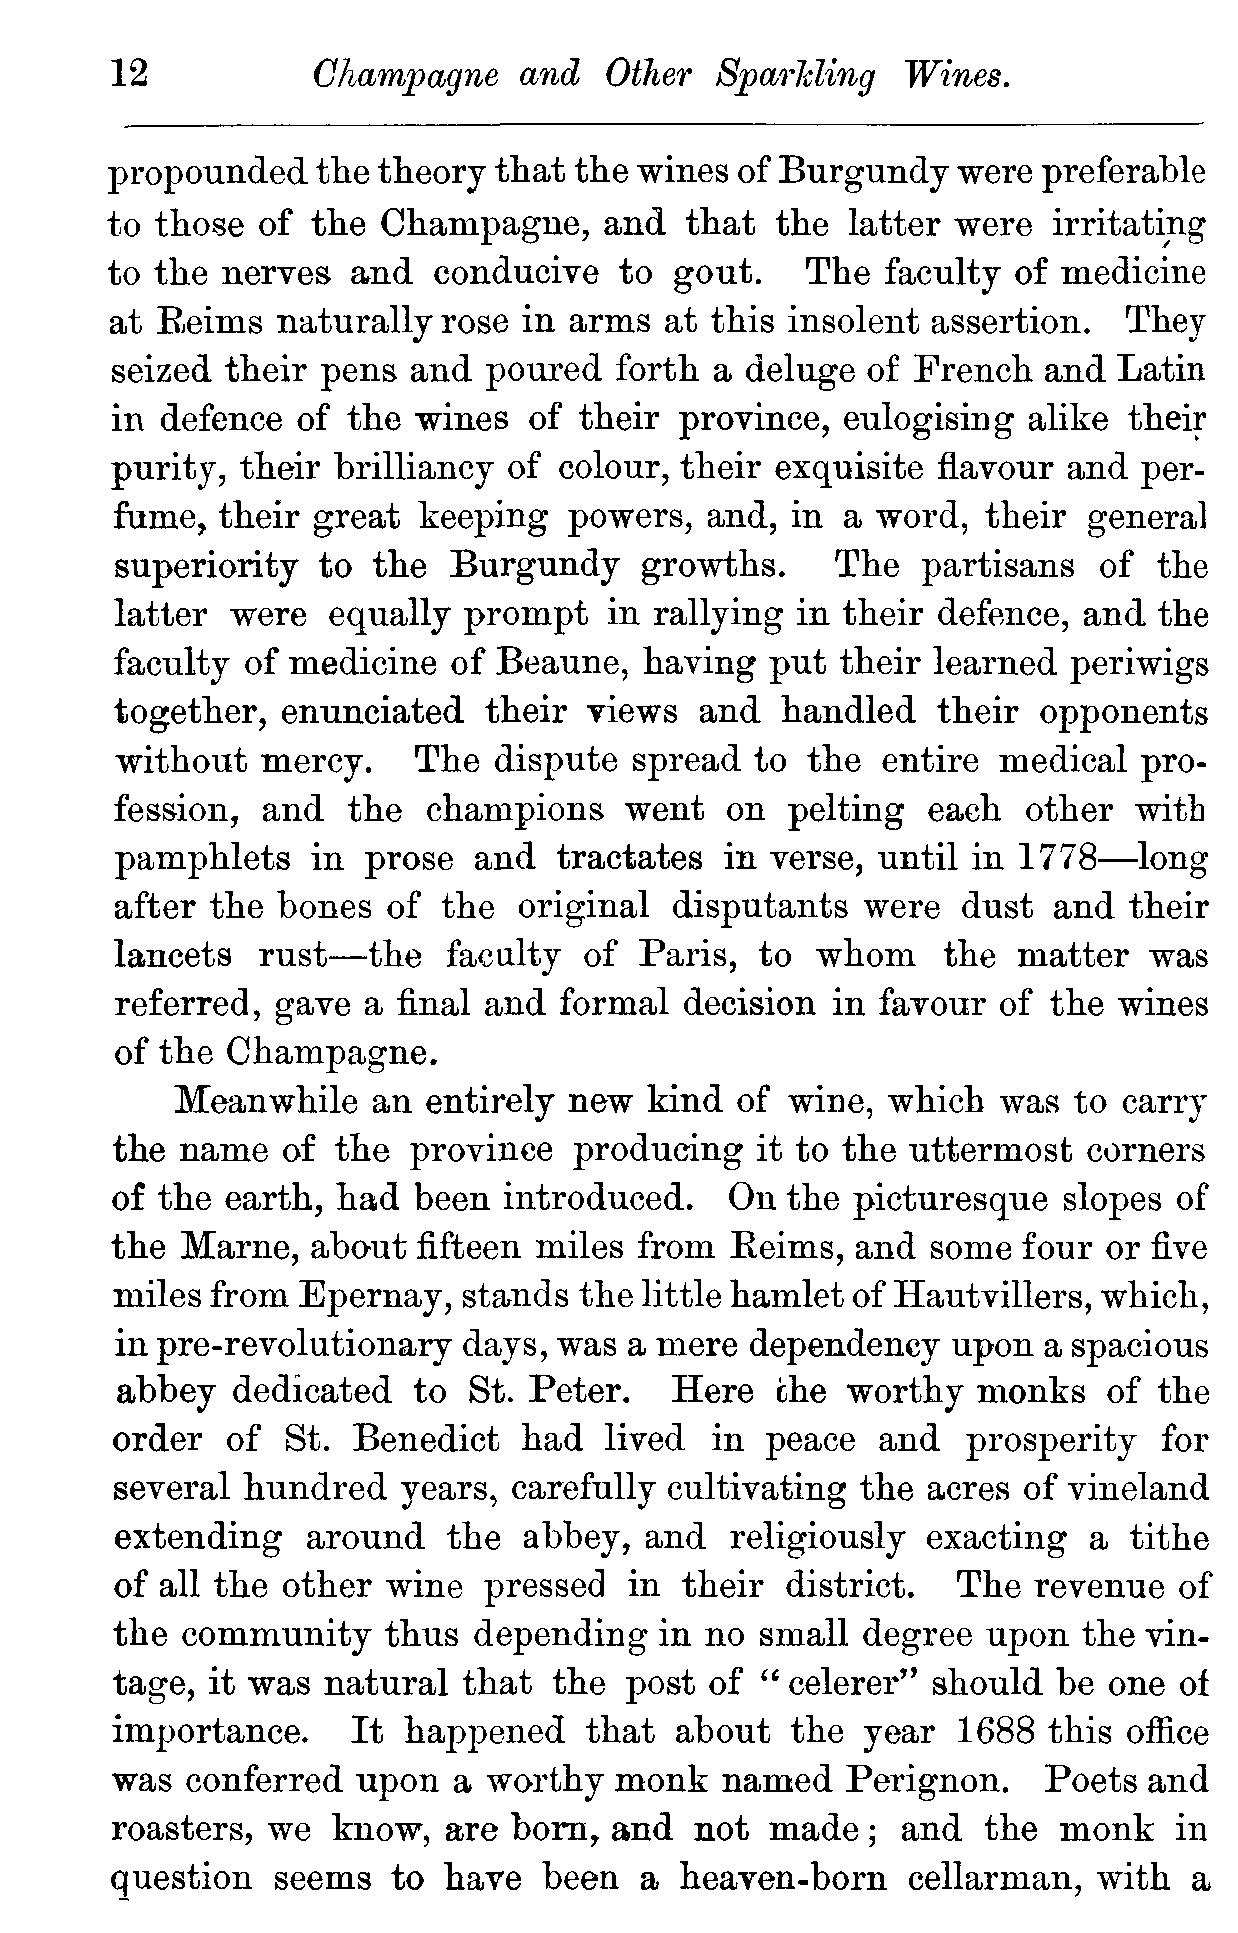 12 Champagne and Other Sparkling Wines.
propounded the theory that the wines of Burgundy were preferable
to those of the Champagne, and that the latter were irritating
to the nerves and conducive to gout. The faculty of medicine
at Reims naturally rose in arms at this insolent assertion. They
seized their pens and poured forth a deluge of French and Latin
in defence of the wines of their province, eulogising alike their
purity, their brilliancy of colour, their exquisite flavour and per-
fume, their great keeping powers, and, in a word, their general
superiority to the Burgundy growths. The partisans of the
latter were equally prompt in rallying in their defence, and the
faculty of medicine of Beaune, having put their learned periwigs
together, enunciated their views and handled their opponents
without mercy. The dispute spread to the entire medical pro-
fession, and the champions went on pelting each other with
pamphlets in prose and tractates in verse, until in 1778—long
after the bones of the original disputants were dust and their
lancets rust—the faculty of Paris, to whom the matter was
referred, gave a final and formal decision in favour of the wines
of the Champagne.
Meanwhile an entirely new kind of wine, which was to carry
the name of the province producing it to the uttermost corners
of the earth, had been introduced. On the picturesque slopes of
the Marne, about fifteen miles from Reims, and some four or five
miles from Epernay, stands the little hamlet of Hautvillers, which,
in pre-revolutionary days, was a mere dependency upon a spacious
abbey dedicated to St. Peter. Here the worthy monks of the
order of St. Benedict had lived in peace and prosperity for
several hundred years, carefully cultivating the acres of vineland
extending around the abbey, and religiously exacting a tithe
of all the other wine pressed in their district. The revenue of
the community thus depending in no small degree upon the vin-
tage, it was natural that the post of “celerer” should be one of
importance. It happened that about the year 1688 this office
was conferred upon a worthy monk named Perignon. Poets and
roasters, we know, are born, and not made; and the monk in
question seems to have been a heaven-born cellarman, with a